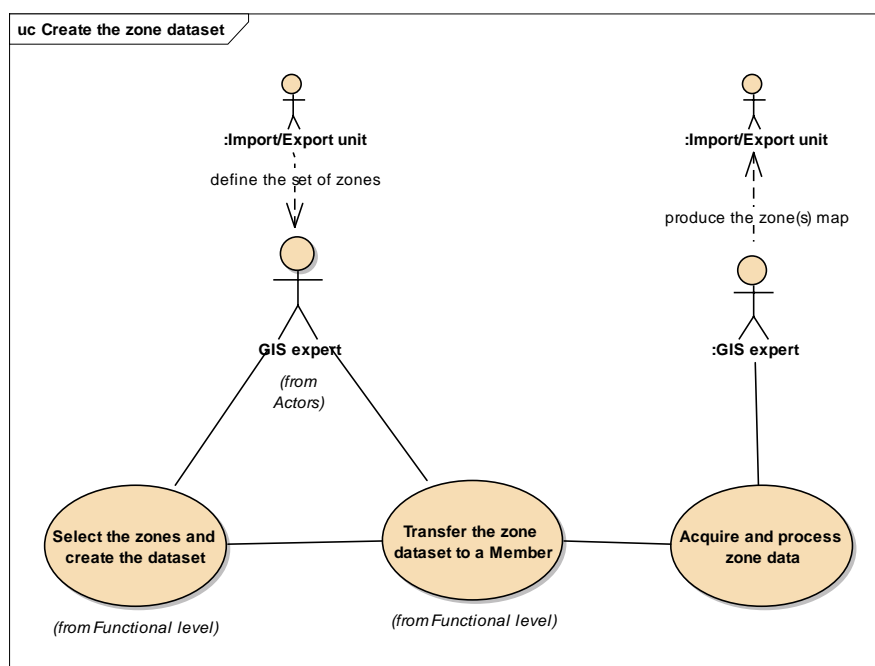 uc Create the zone dataset
:Import/Export unit
:Import/Export unit
define the set of zones
produce the zone(s) map
GIS expert
:GIS expert
(from
Actors)
Select the zones and
create the dataset
Transfer the zone
dataset to a Member
Acquire and process
zone data
(from Functional level)
(from Functional level)